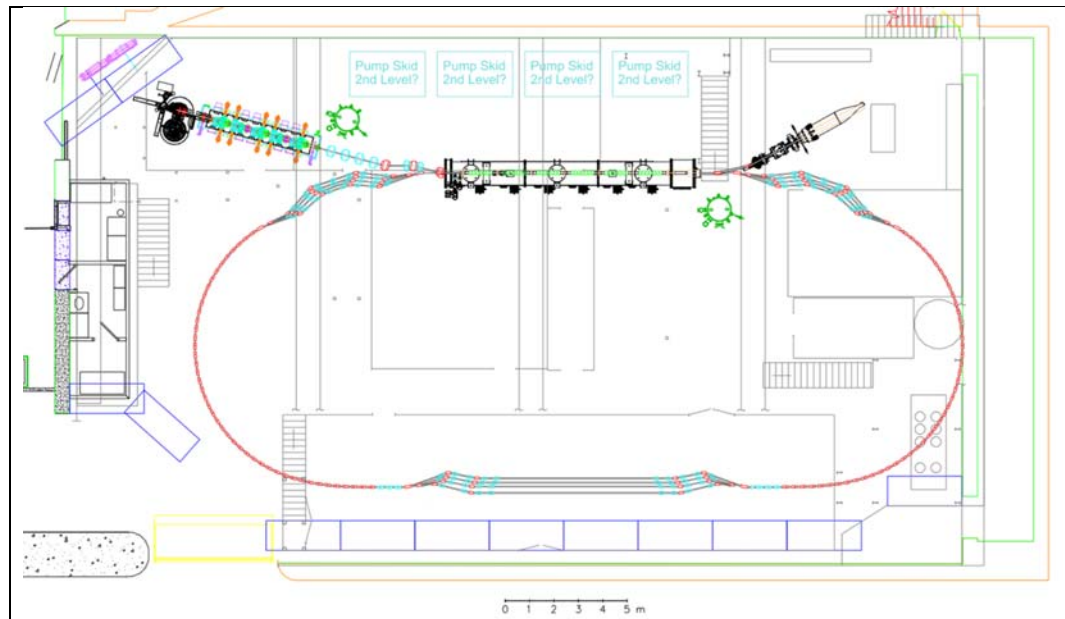 Pump Skid Pump Skid Pump Skid Pump Skid
2nd Level? 2nd Level? 2nd Level? 2nd Level?
0 1 2 3 4 5 m